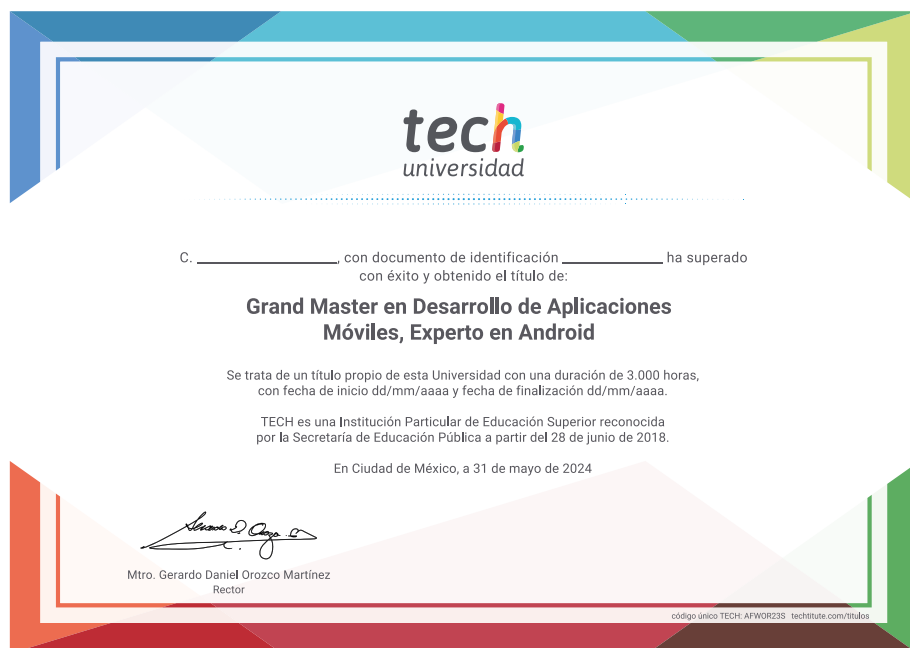 tech
universidad
C. ____________, con documento de identificación _________ ha superado
con éxito y obtenido el título de:
Grand Master en Desarrollo de Aplicaciones
Móviles, Experto en Android
Se trata de un título propio de esta Universidad con una duración de 3.000 horas,
con fecha de inicio dd/mm/aaaa y fecha de finalización dd/mm/aaaa.
TECH es una Institución Particular de Educación Superior reconocida
por la Secretaría de Educación Pública a partir del 28 de junio de 2018.
En Ciudad de México, a 31 de mayo de 2024
Mtro. Gerardo Daniel Orozco Martínez
Rector
código único TECH: AFWOR23S techtitute.com/titulos